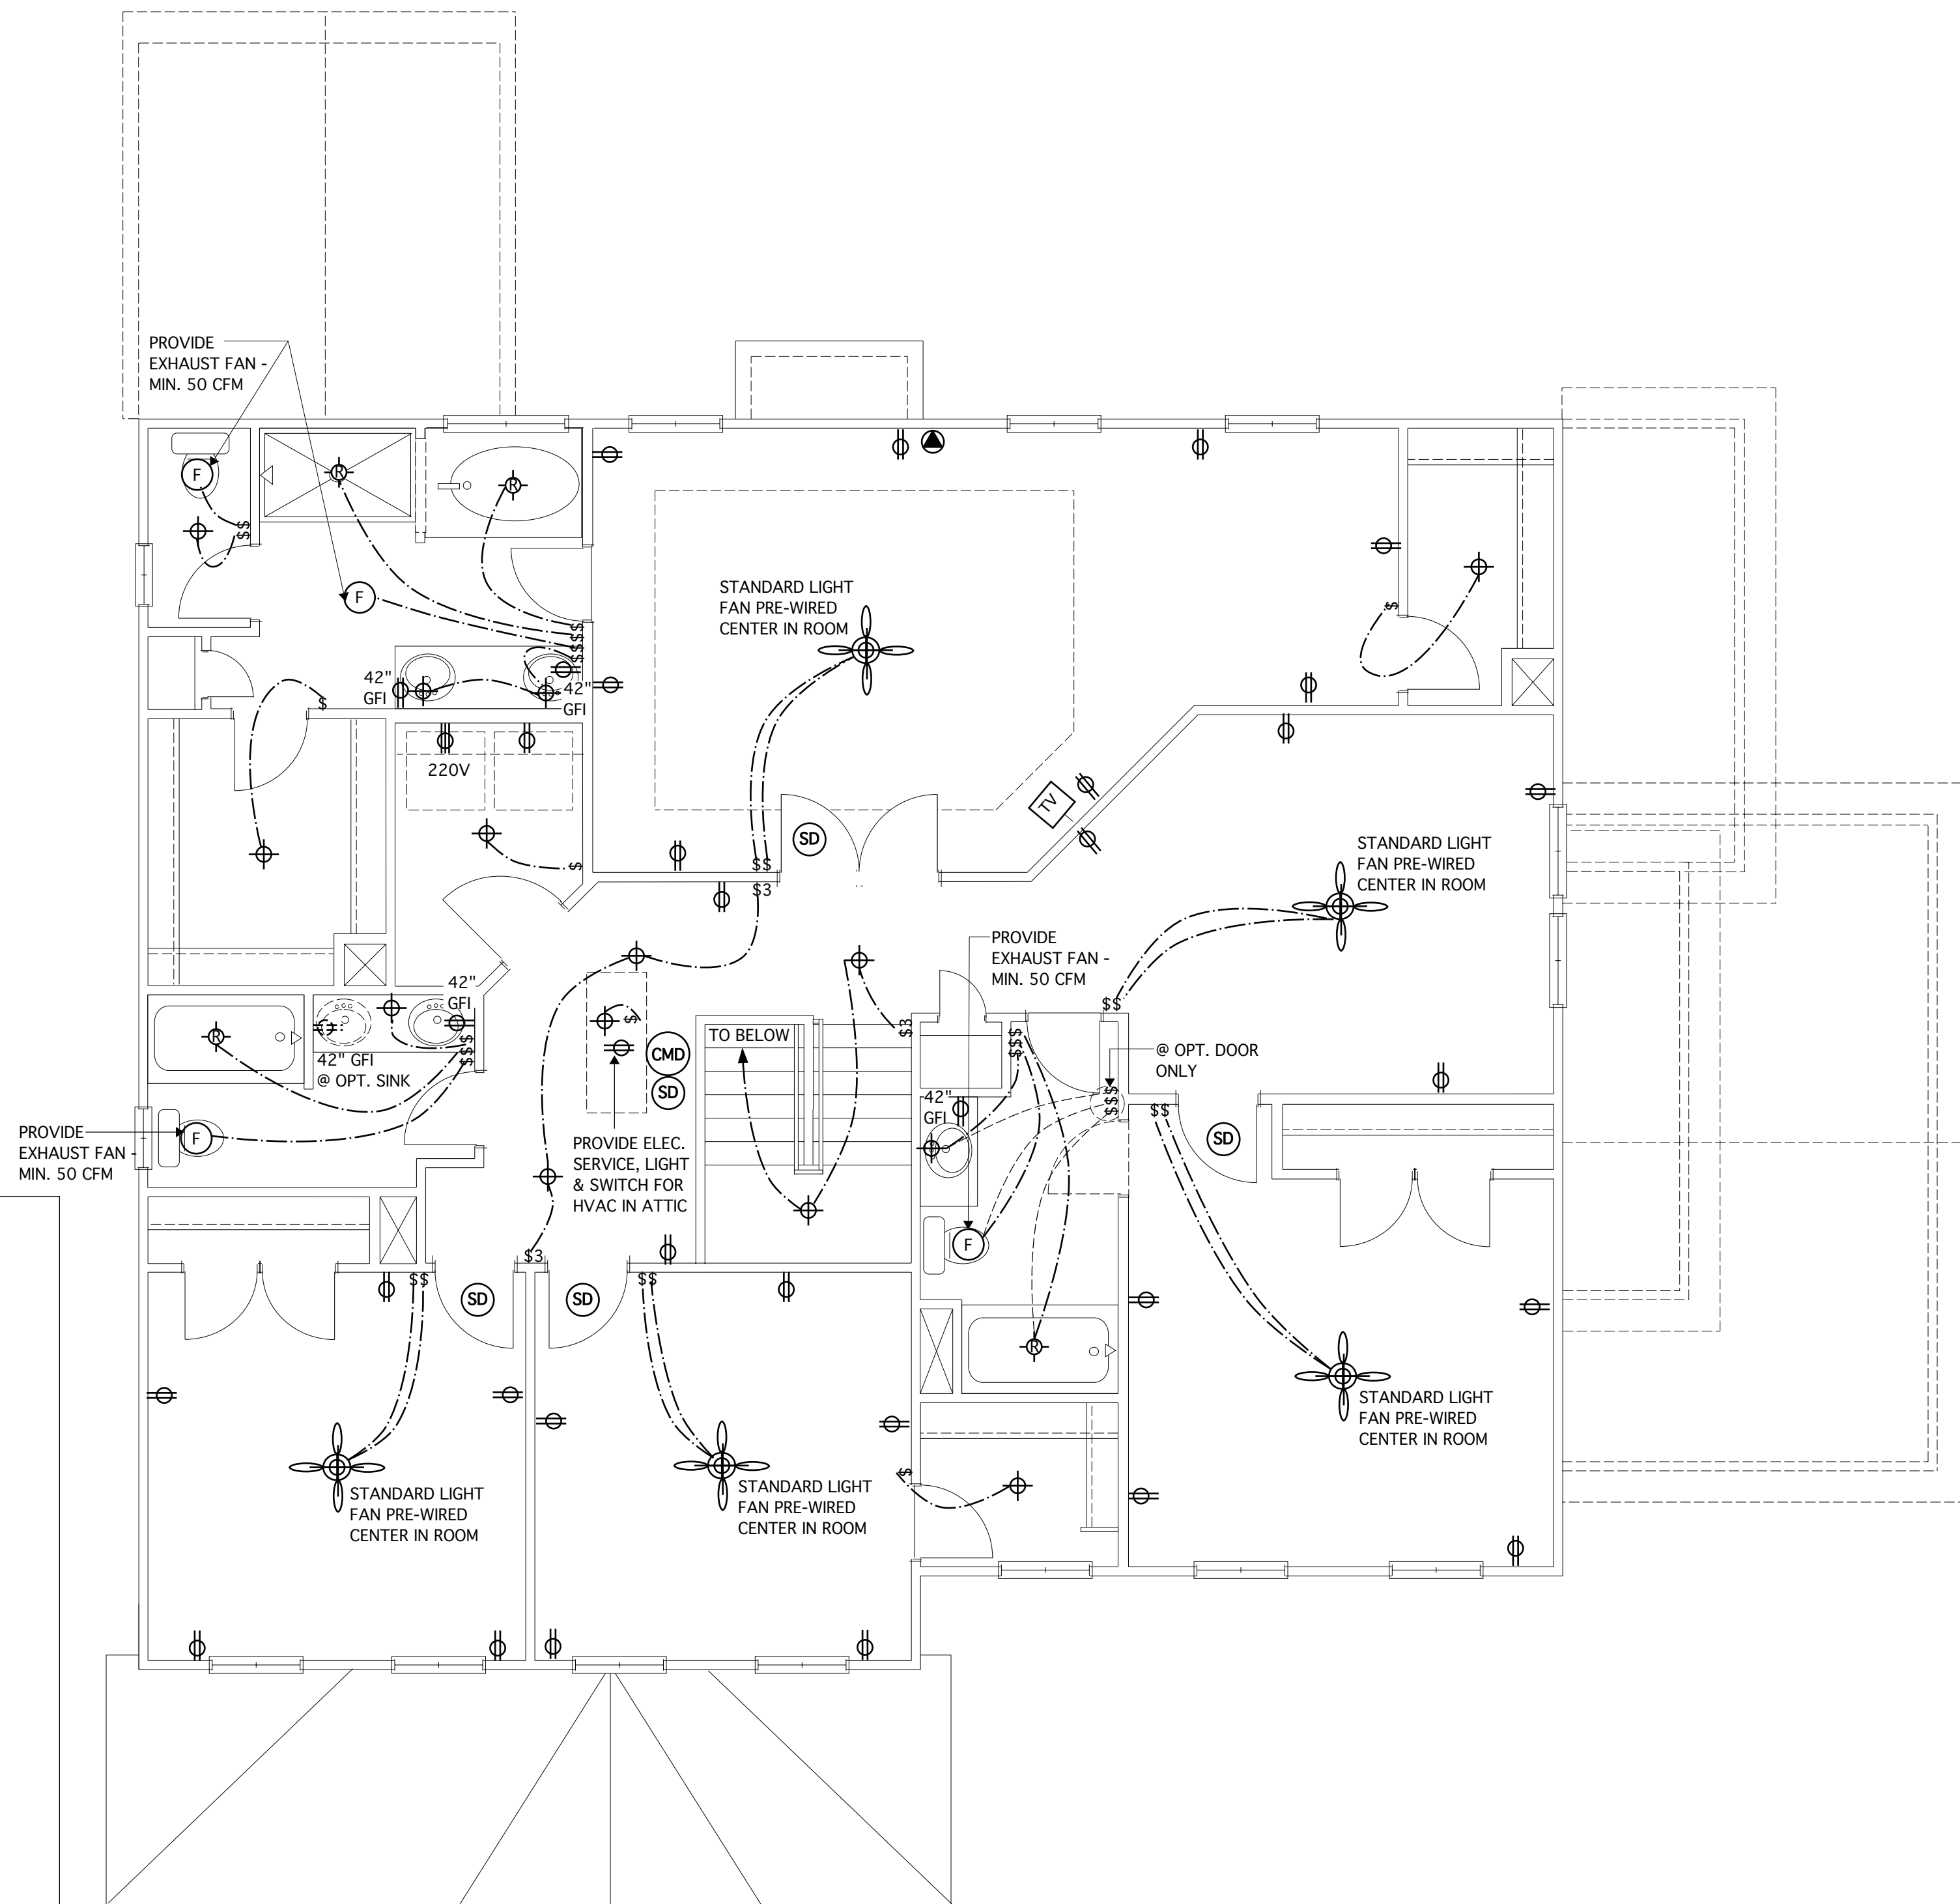 PROVIDE
EXHAUST FAN -
MIN. 50 CFM
F
R
R
$$
F
$
$
$
$
42"
GFI
42"
GFI
$
220V
$
STANDARD LIGHT
FAN PRE-WIRED
CENTER IN ROOM
$
TV
SD
$$
$3
STANDARD LIGHT
FAN PRE-WIRED
CENTER IN ROOM
PROVIDE
EXHAUST FAN -
MIN. 50 CFM
$$
42"
GFI
R
42" GFI
@ OPT. SINK
$
$$
$
CMD
SD
TO BELOW
$3
$$$
@ OPT. DOOR
ONLY
42"
GFI
$$$
$$
SD
PROVIDE
EXHAUST FAN -
MIN. 50 CFM
F
PROVIDE ELEC.
SERVICE, LIGHT
& SWITCH FOR
HVAC IN ATTIC
F
$3
$$
SD
SD
$$
R
STANDARD LIGHT
FAN PRE-WIRED
CENTER IN ROOM
STANDARD LIGHT
FAN PRE-WIRED
CENTER IN ROOM
STANDARD LIGHT
FAN PRE-WIRED
CENTER IN ROOM
$